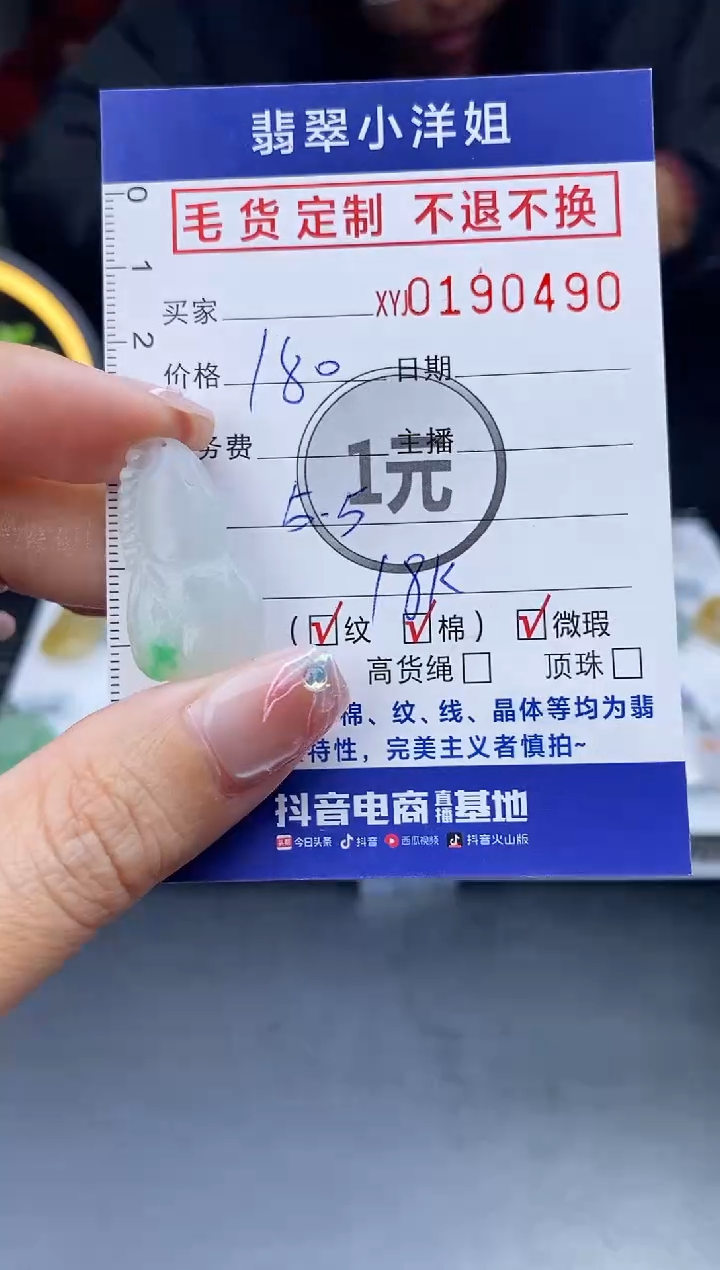 翡翠小洋姐
毛货定制 不退不换
0
1
2
买家 XYJ0190490
价格 180 日期
务费 主播
1元
5-5
18K
(☑纹 ☑棉) ☑微瑕
高货绳□ 顶珠□
棉、纹、线、晶体等均为翡
特性，完美主义者慎拍~
抖音电商直播基地
头条 今日头条 抖音 西瓜视频 抖音火山版